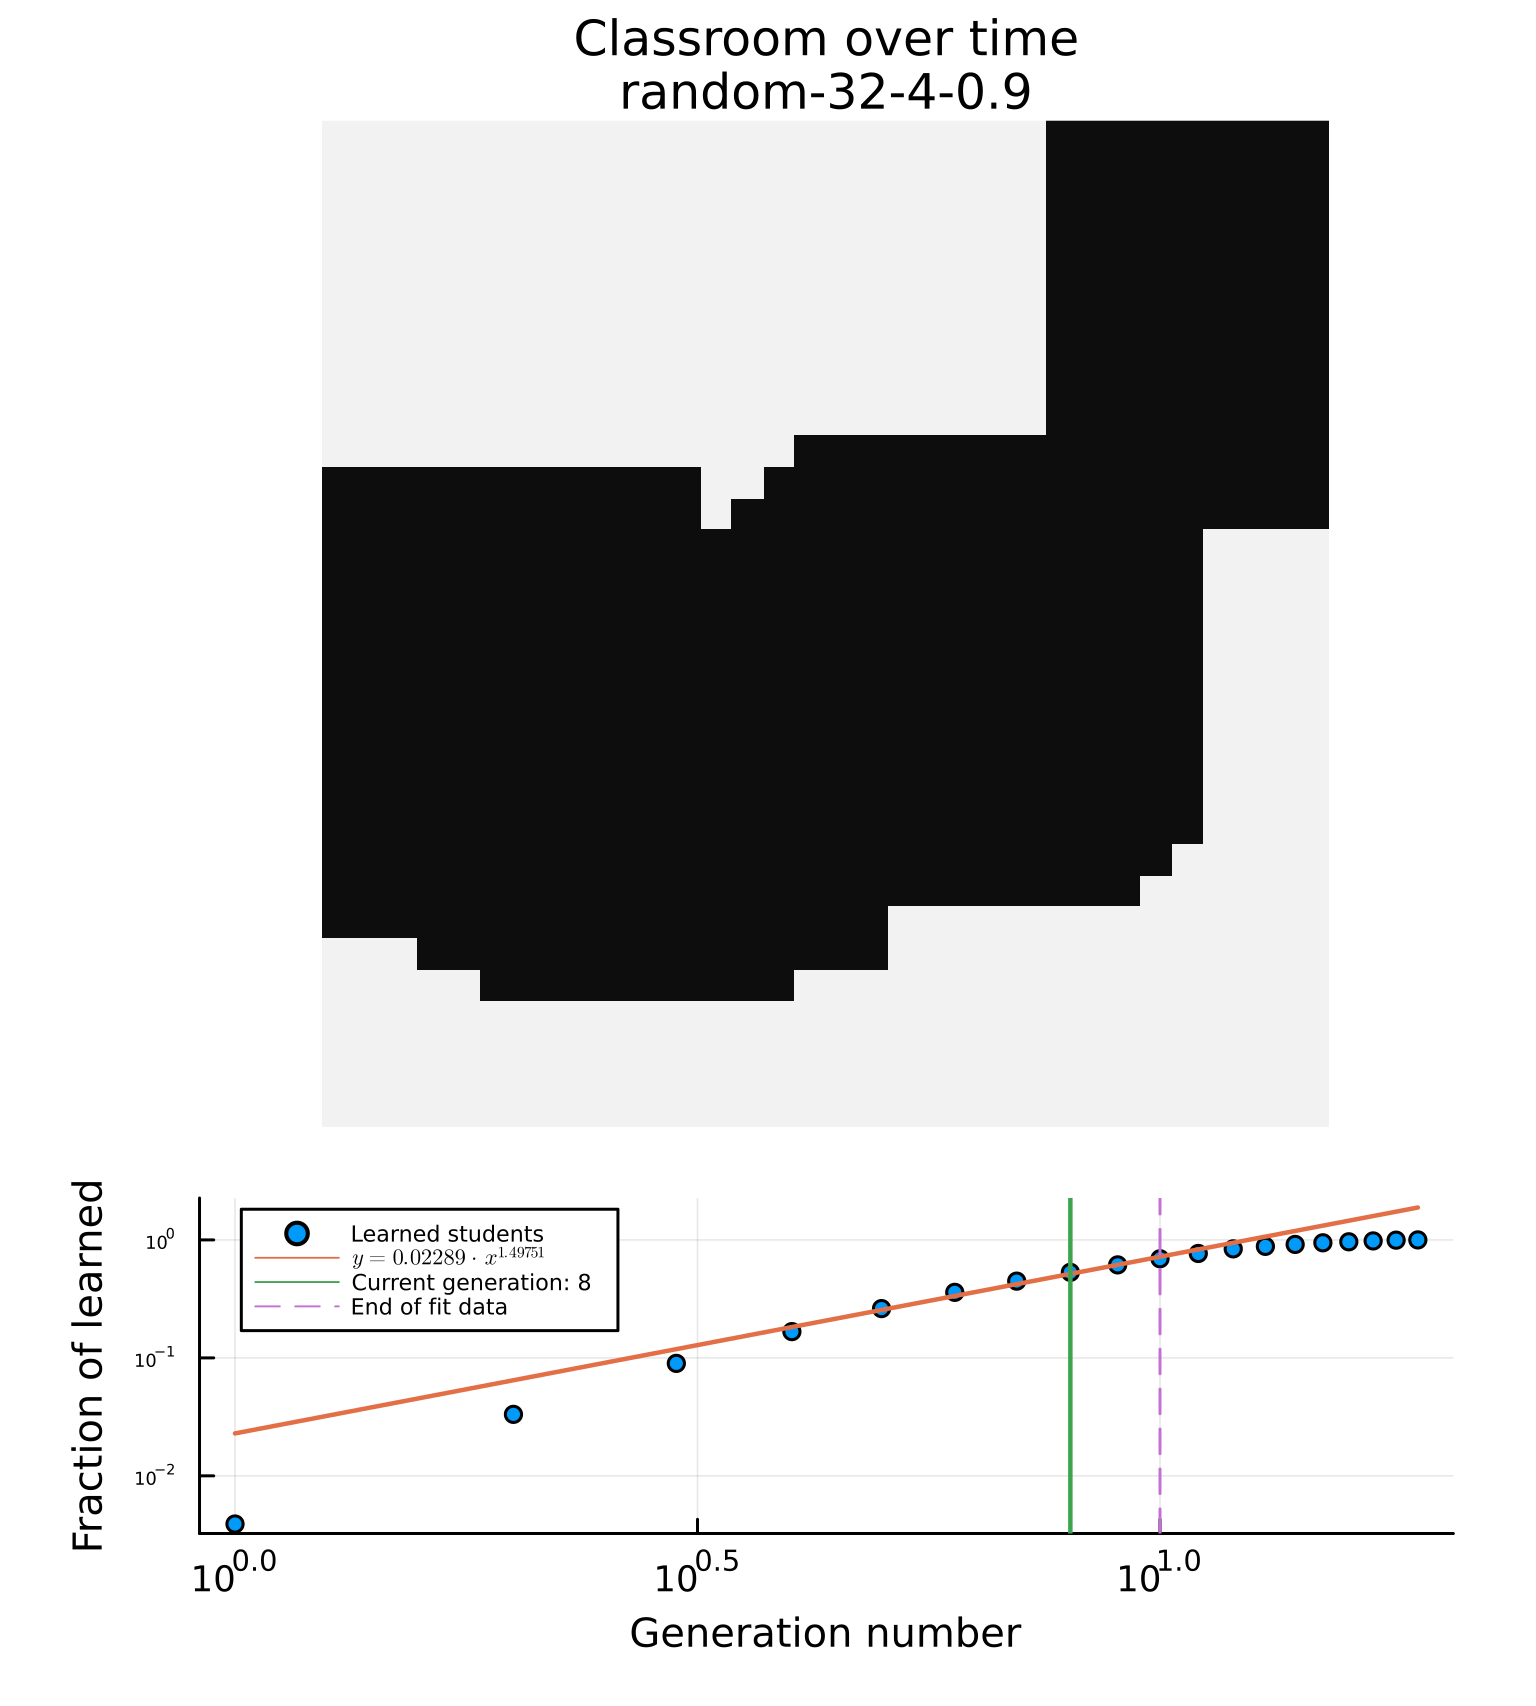 Classroom over time
random-32-4-0.9
Fraction of learned
10⁰
10⁻¹
10⁻²
Learned students
y = 0.02289 · x^1.49751
Current generation: 8
End of fit data
10^0.0
10^0.5
10^1.0
Generation number